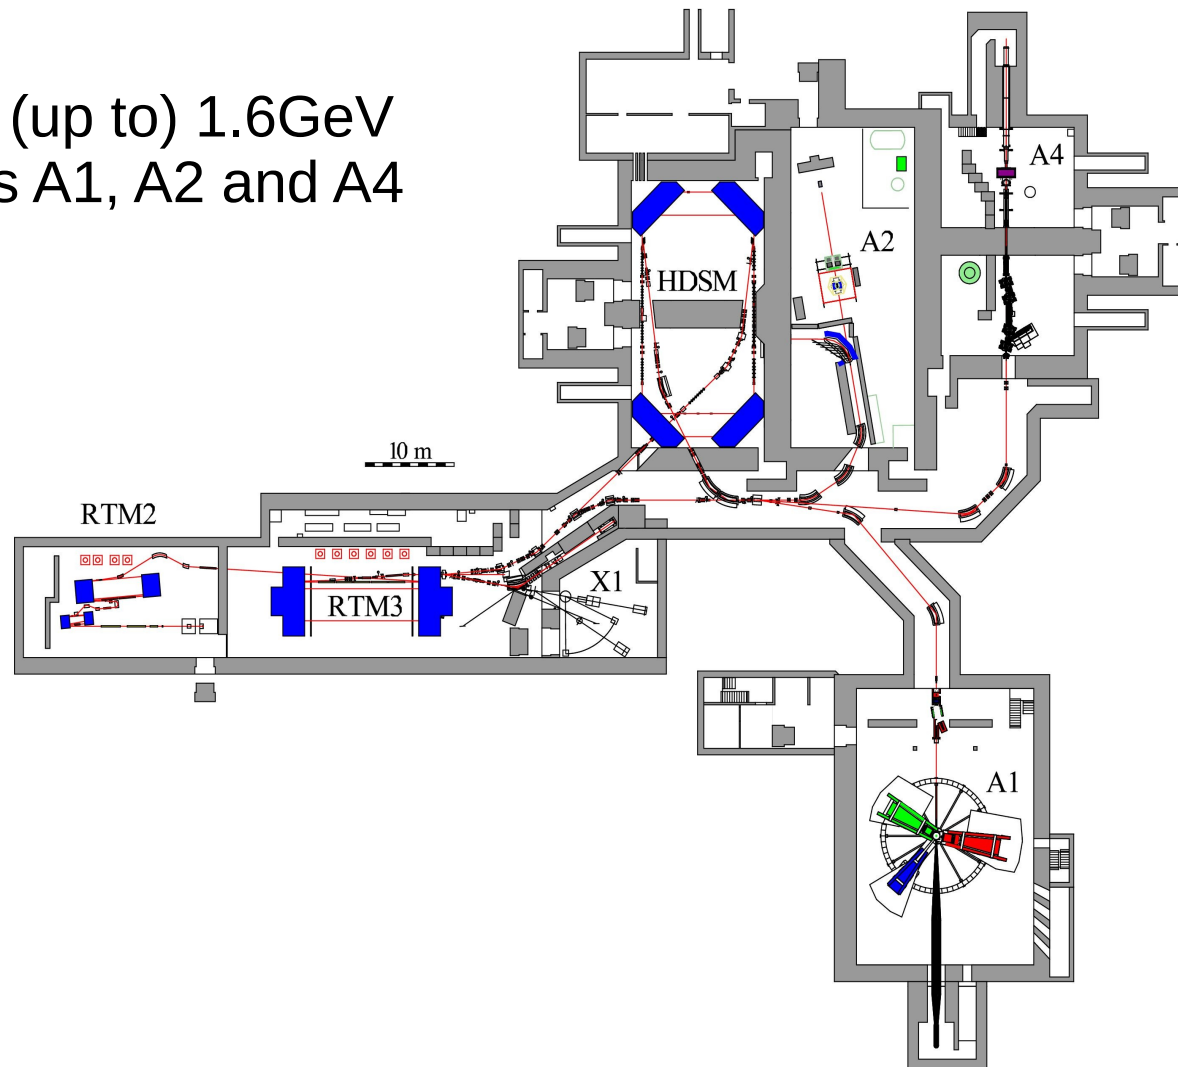 (up to) 1.6GeV
s A1, A2 and A4
A4
A2
HDSM
10 m
RTM2
X1
RTM3
A1